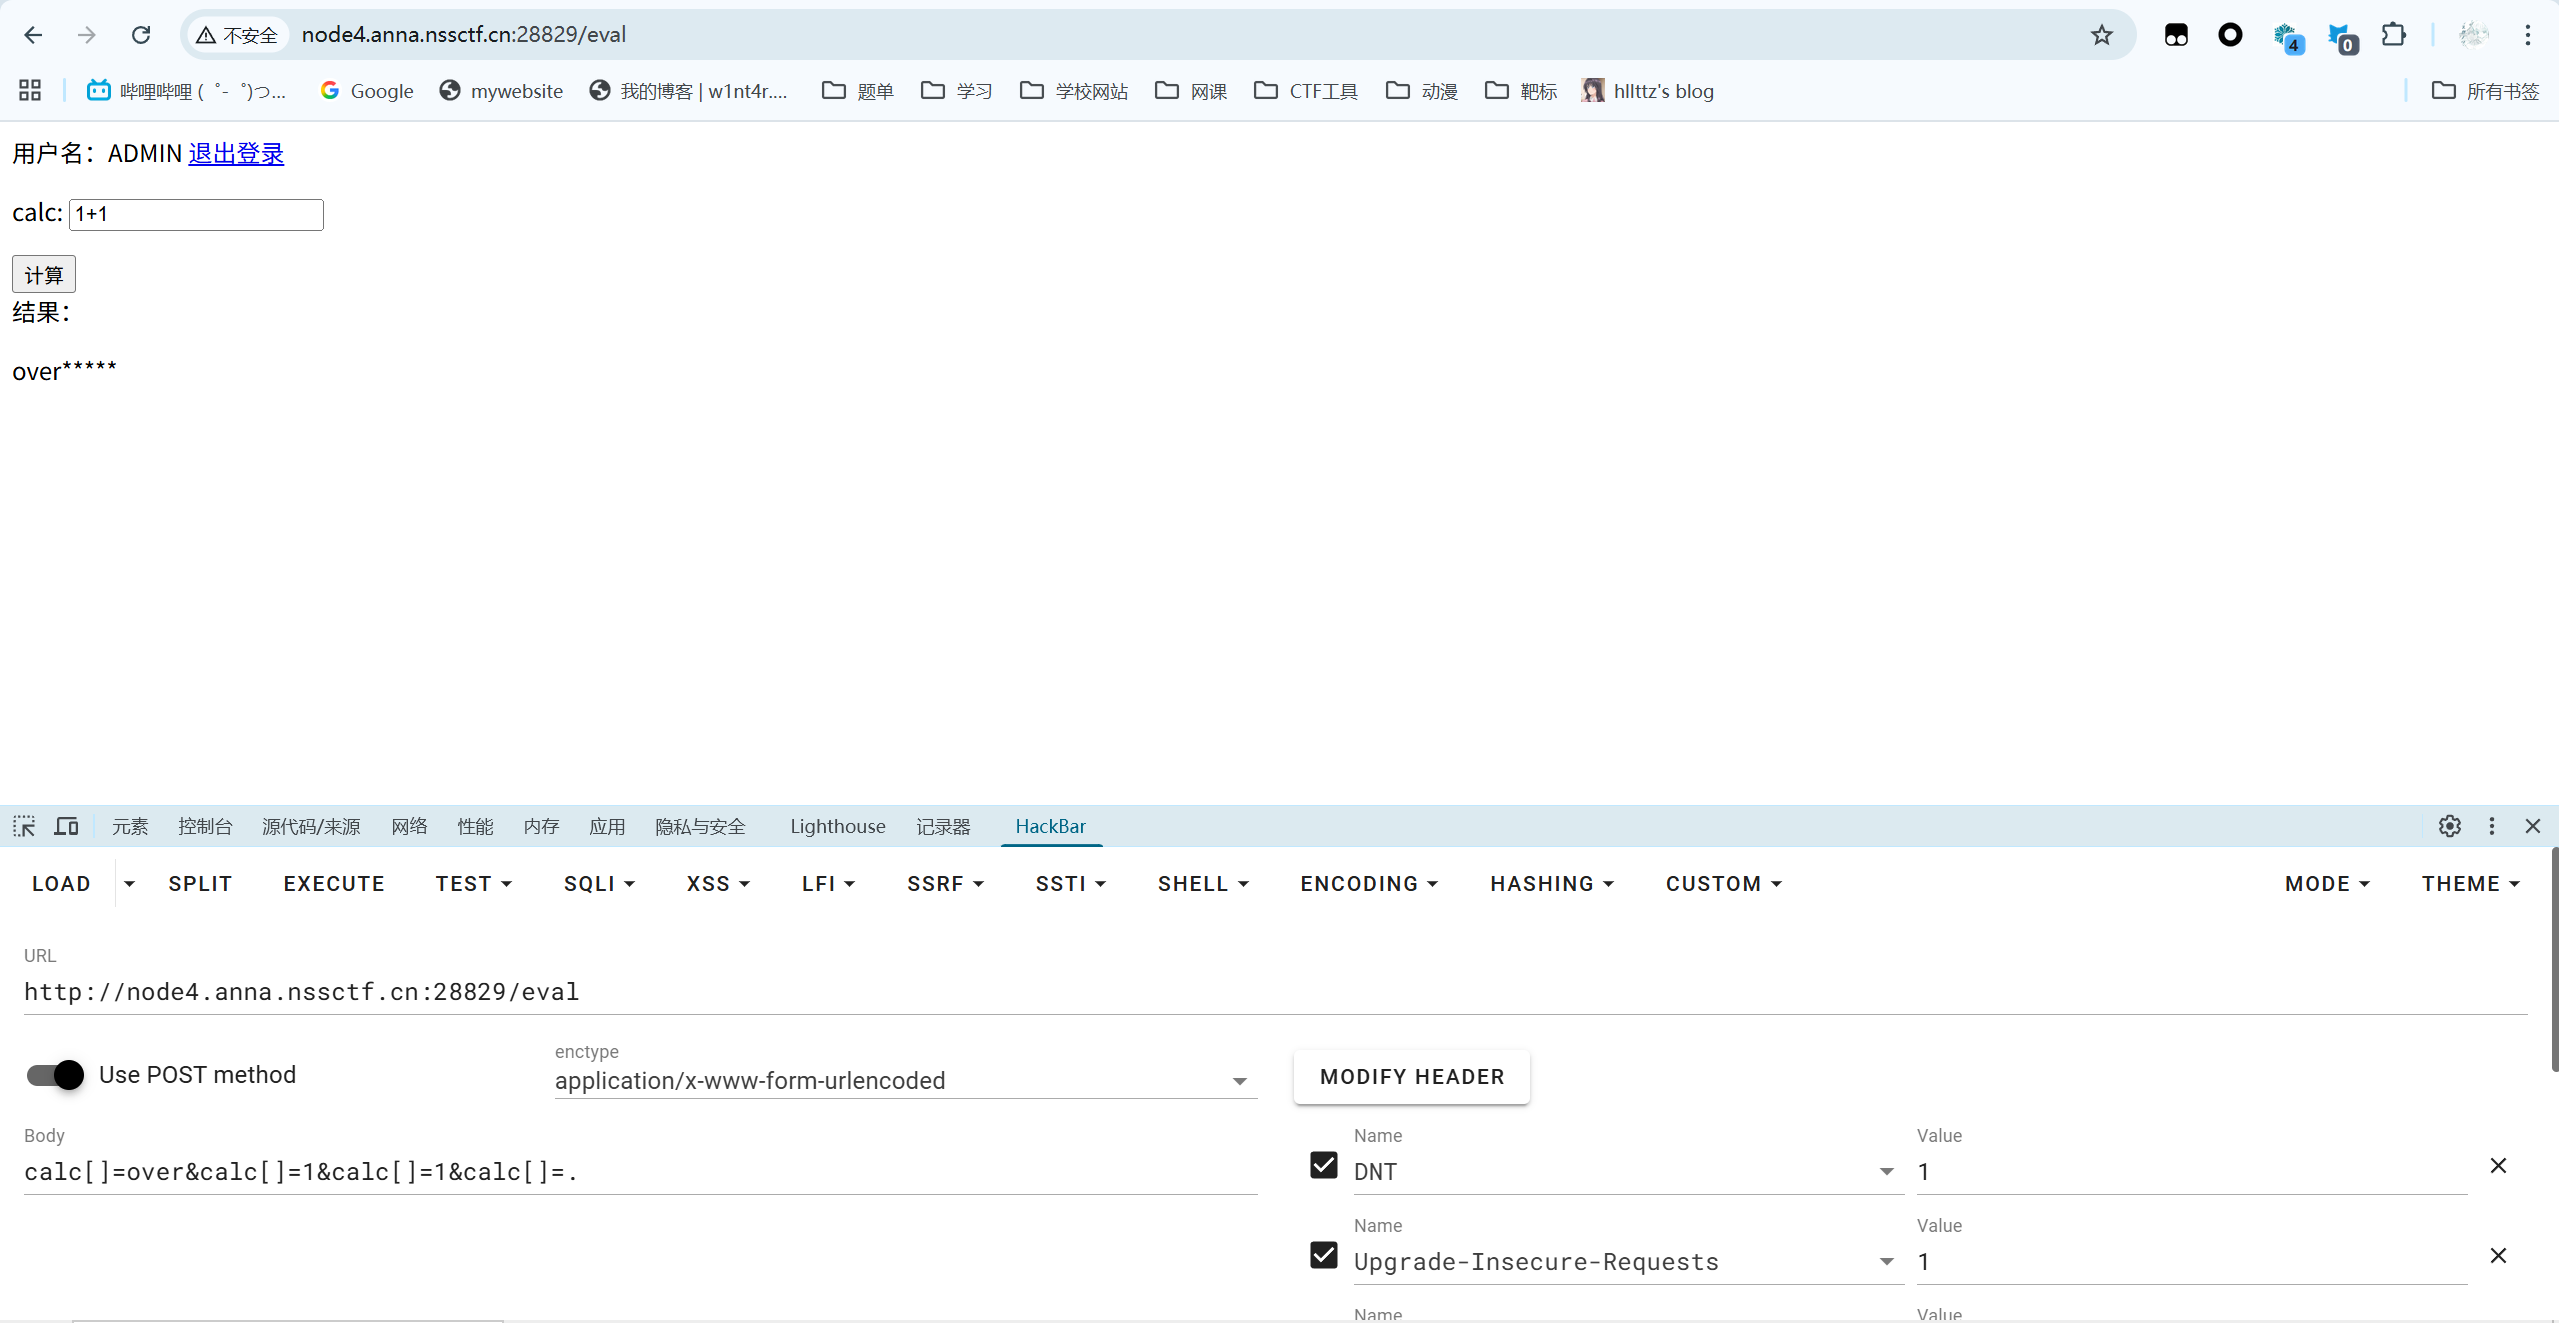 不安全 node4.anna.nssctf.cn:28829/eval
4 0
哔哩哔哩 (゜-゜)つ... Google mywebsite 我的博客 | w1nt4r.... 题单 学习 学校网站 网课 CTF工具 动漫 靶标 hllttz's blog 所有书签
用户名：ADMIN 退出登录
calc: 1+1
计算
结果：
over*****
元素 控制台 源代码/来源 网络 性能 内存 应用 隐私与安全 Lighthouse 记录器 HackBar
LOAD SPLIT EXECUTE TEST SQLI XSS LFI SSRF SSTI SHELL ENCODING HASHING CUSTOM MODE THEME
URL
http://node4.anna.nssctf.cn:28829/eval
Use POST method
enctype
application/x-www-form-urlencoded
MODIFY HEADER
Body
calc[]=over&calc[]=1&calc[]=1&calc[]=.
Name Value
DNT 1
Name Value
Upgrade-Insecure-Requests 1
Name Value